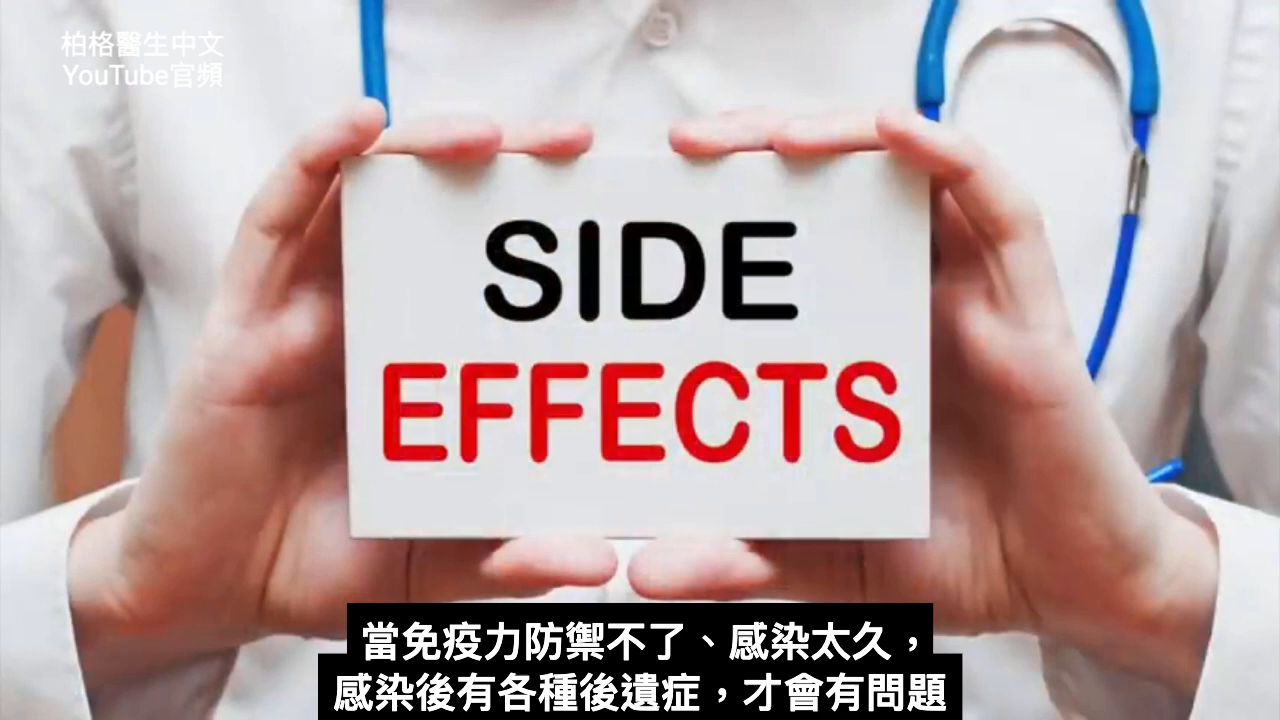 柏格醫生中文
YouTube官頻
SIDE
EFFECTS
當免疫力防禦不了、感染太久，
感染後有各種後遺症，才會有問題